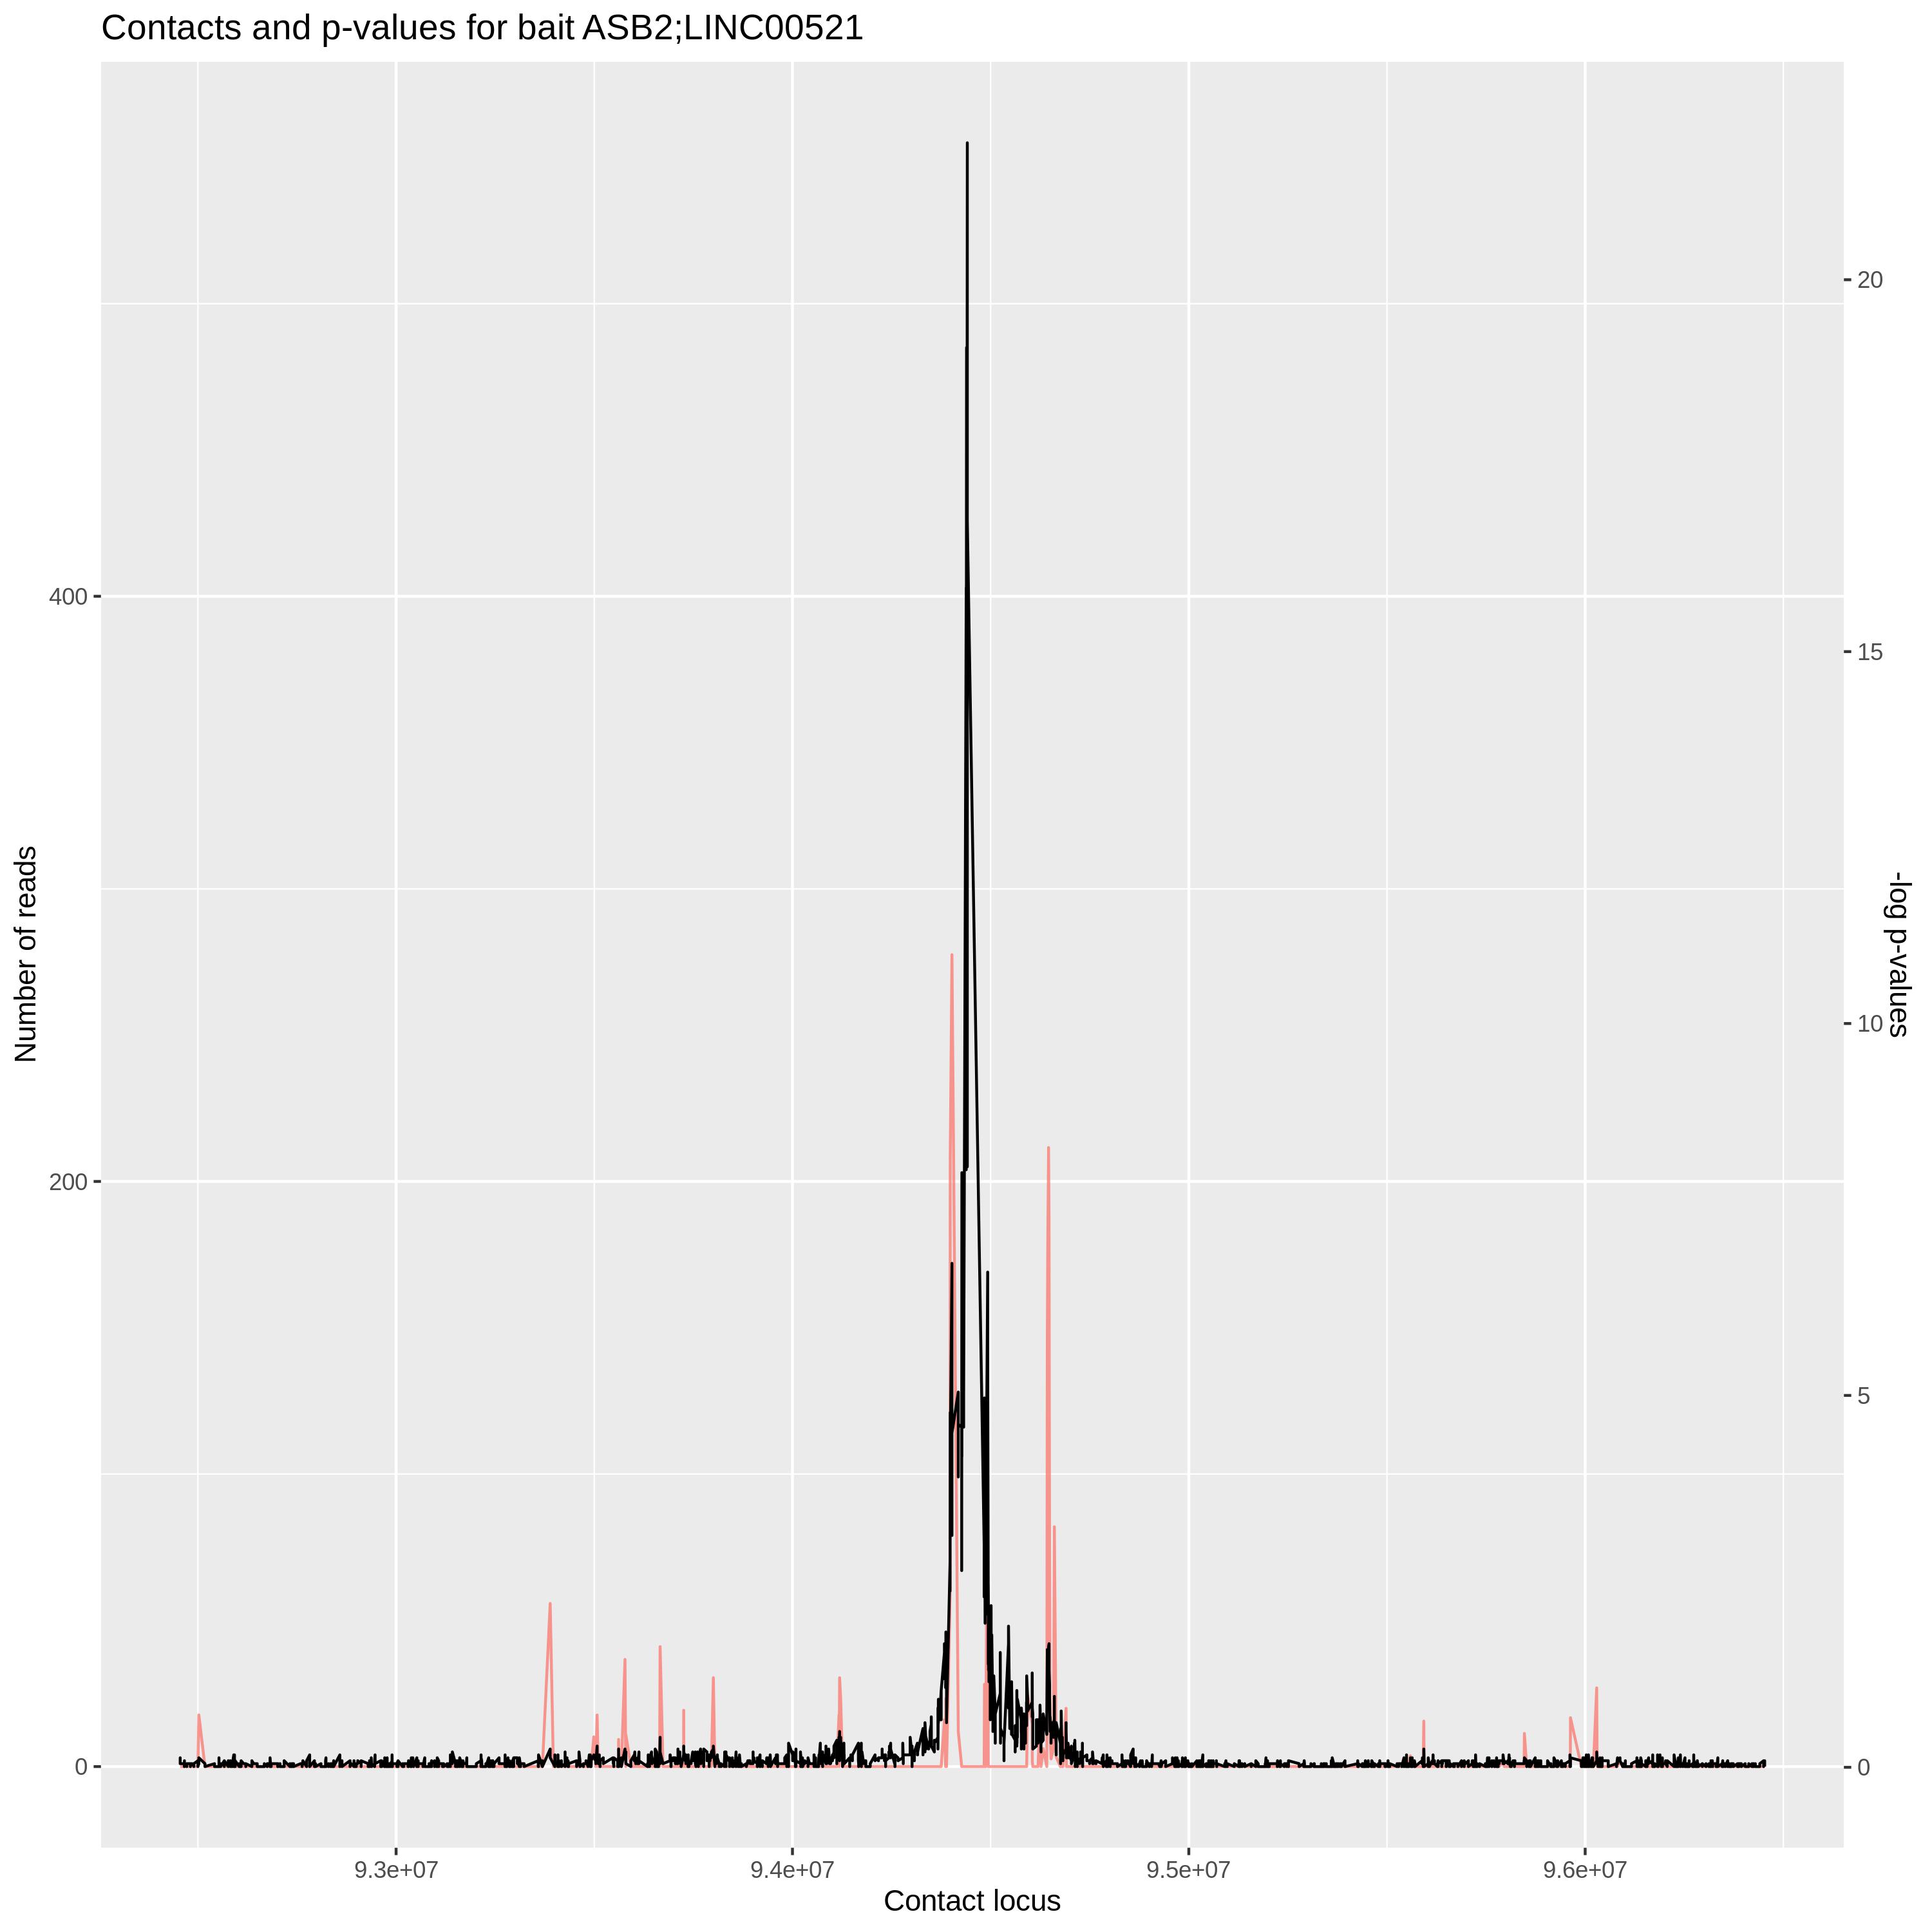 Contacts and p-values for bait ASB2;LINC00521
Number of reads
400
200
0
20
15
10
5
0
-log p-values
9.3e+07
9.4e+07
9.5e+07
9.6e+07
Contact locus